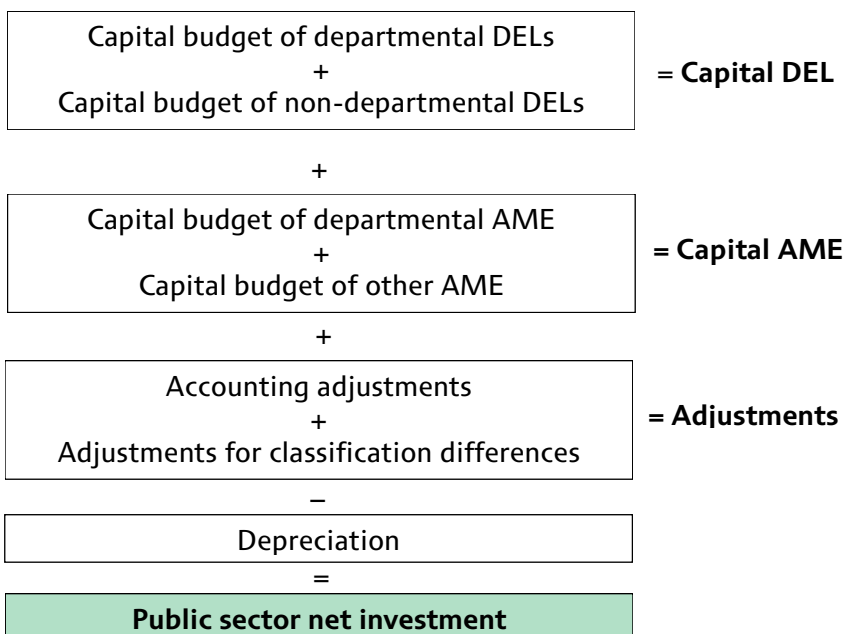 Capital budget of departmental DELs
+
Capital budget of non-departmental DELs
= Capital DEL
+
Capital budget of departmental AME
+
Capital budget of other AME
= Capital AME
+
Accounting adjustments
+
Adjustments for classification differences
= Adjustments
–
Depreciation
=
Public sector net investment